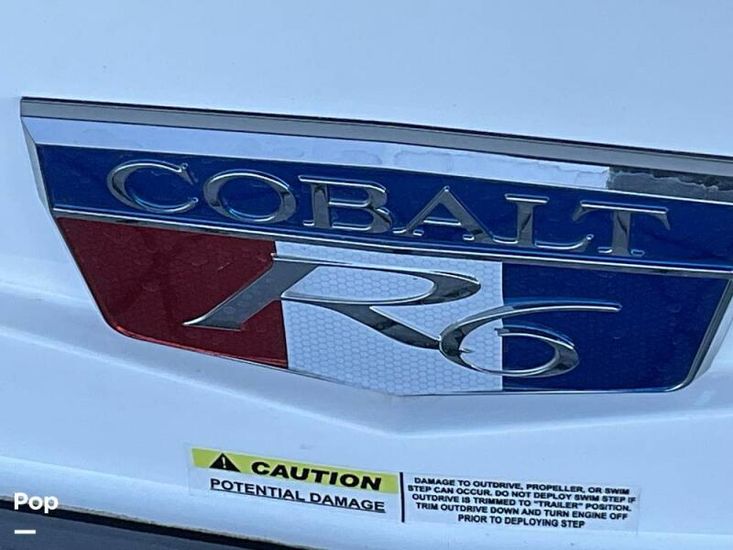 COBALT
R6
CAUTION
POTENTIAL DAMAGE
DAMAGE TO OUTDRIVE, PROPELLER, OR SWIM
STEP CAN OCCUR. DO NOT DEPLOY SWIM STEP IF
OUTDRIVE IS TRIMMED TO "TRAILER" POSITION.
TRIM OUTDRIVE DOWN AND TURN ENGINE OFF
PRIOR TO DEPLOYING STEP
Pop